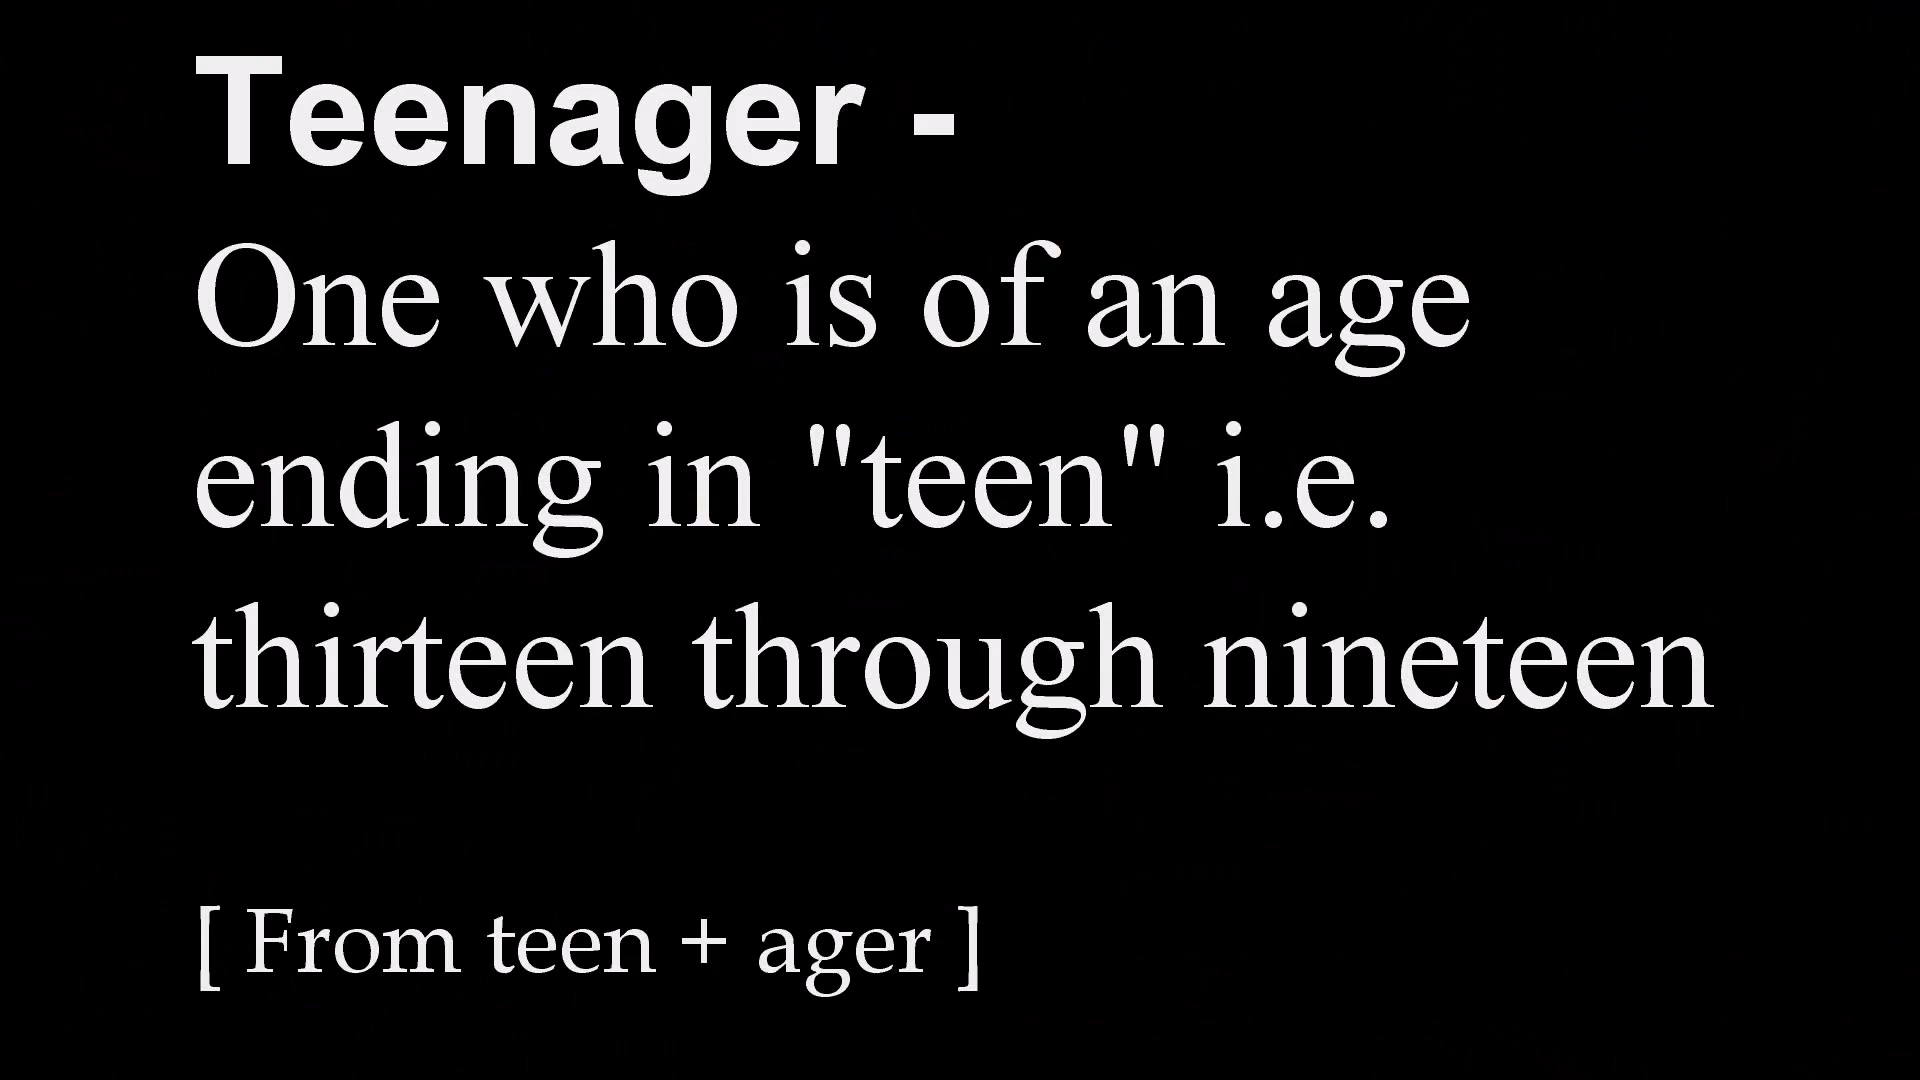 Teenager -
One who is of an age
ending in "teen" i.e.
thirteen through nineteen
[ From teen + ager ]